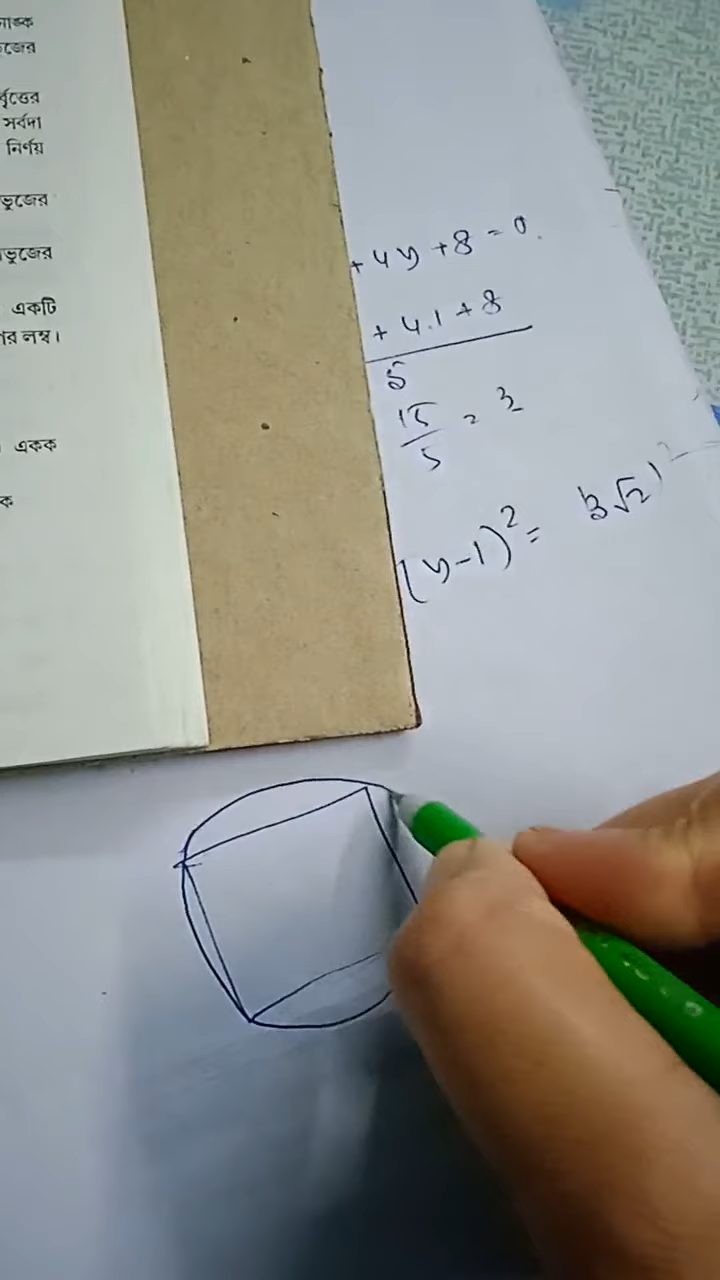 নাঙ্ক
ভুজের
র্বৃত্তের
সর্বদা
নির্ণয়
ভুজের
ভুজের
একটি
লম্ব।
একক
ক
+ 4y + 8 = 0.
+ 4.1 + 8
5
15
5
= 3
(y-1)² = 3√2)²